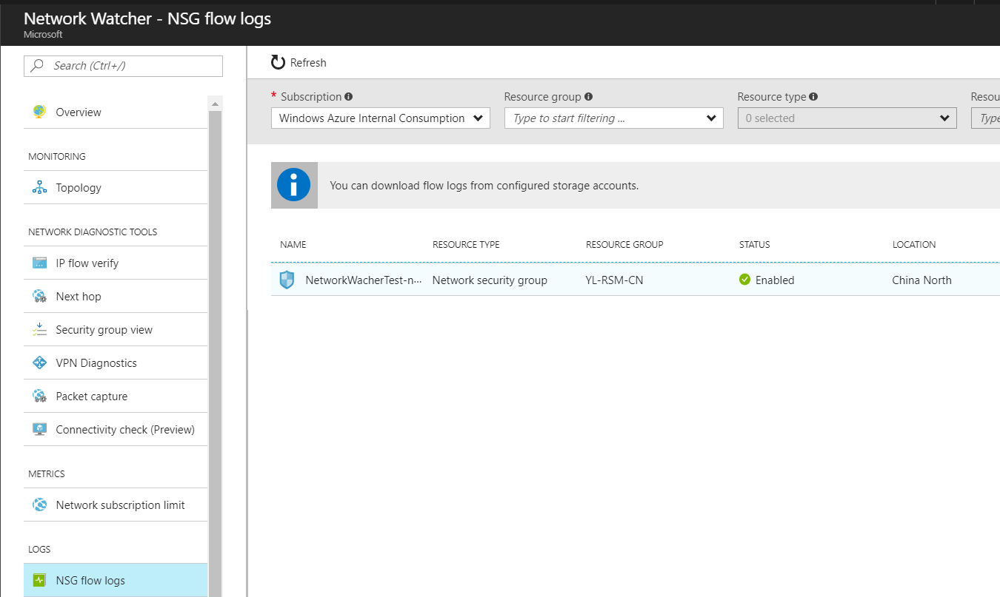 Network Watcher - NSG flow logs
Microsoft
Search (Ctrl+/)
Overview
MONITORING
Topology
NETWORK DIAGNOSTIC TOOLS
IP flow verify
Next hop
Security group view
VPN Diagnostics
Packet capture
Connectivity check (Preview)
METRICS
Network subscription limit
LOGS
NSG flow logs
Refresh
* Subscription Resource group Resource type Resou
Windows Azure Internal Consumption Type to start filtering ... 0 selected Type
You can download flow logs from configured storage accounts.
NAME RESOURCE TYPE RESOURCE GROUP STATUS LOCATION
NetworkWacherTest-n... Network security group YL-RSM-CN Enabled China North